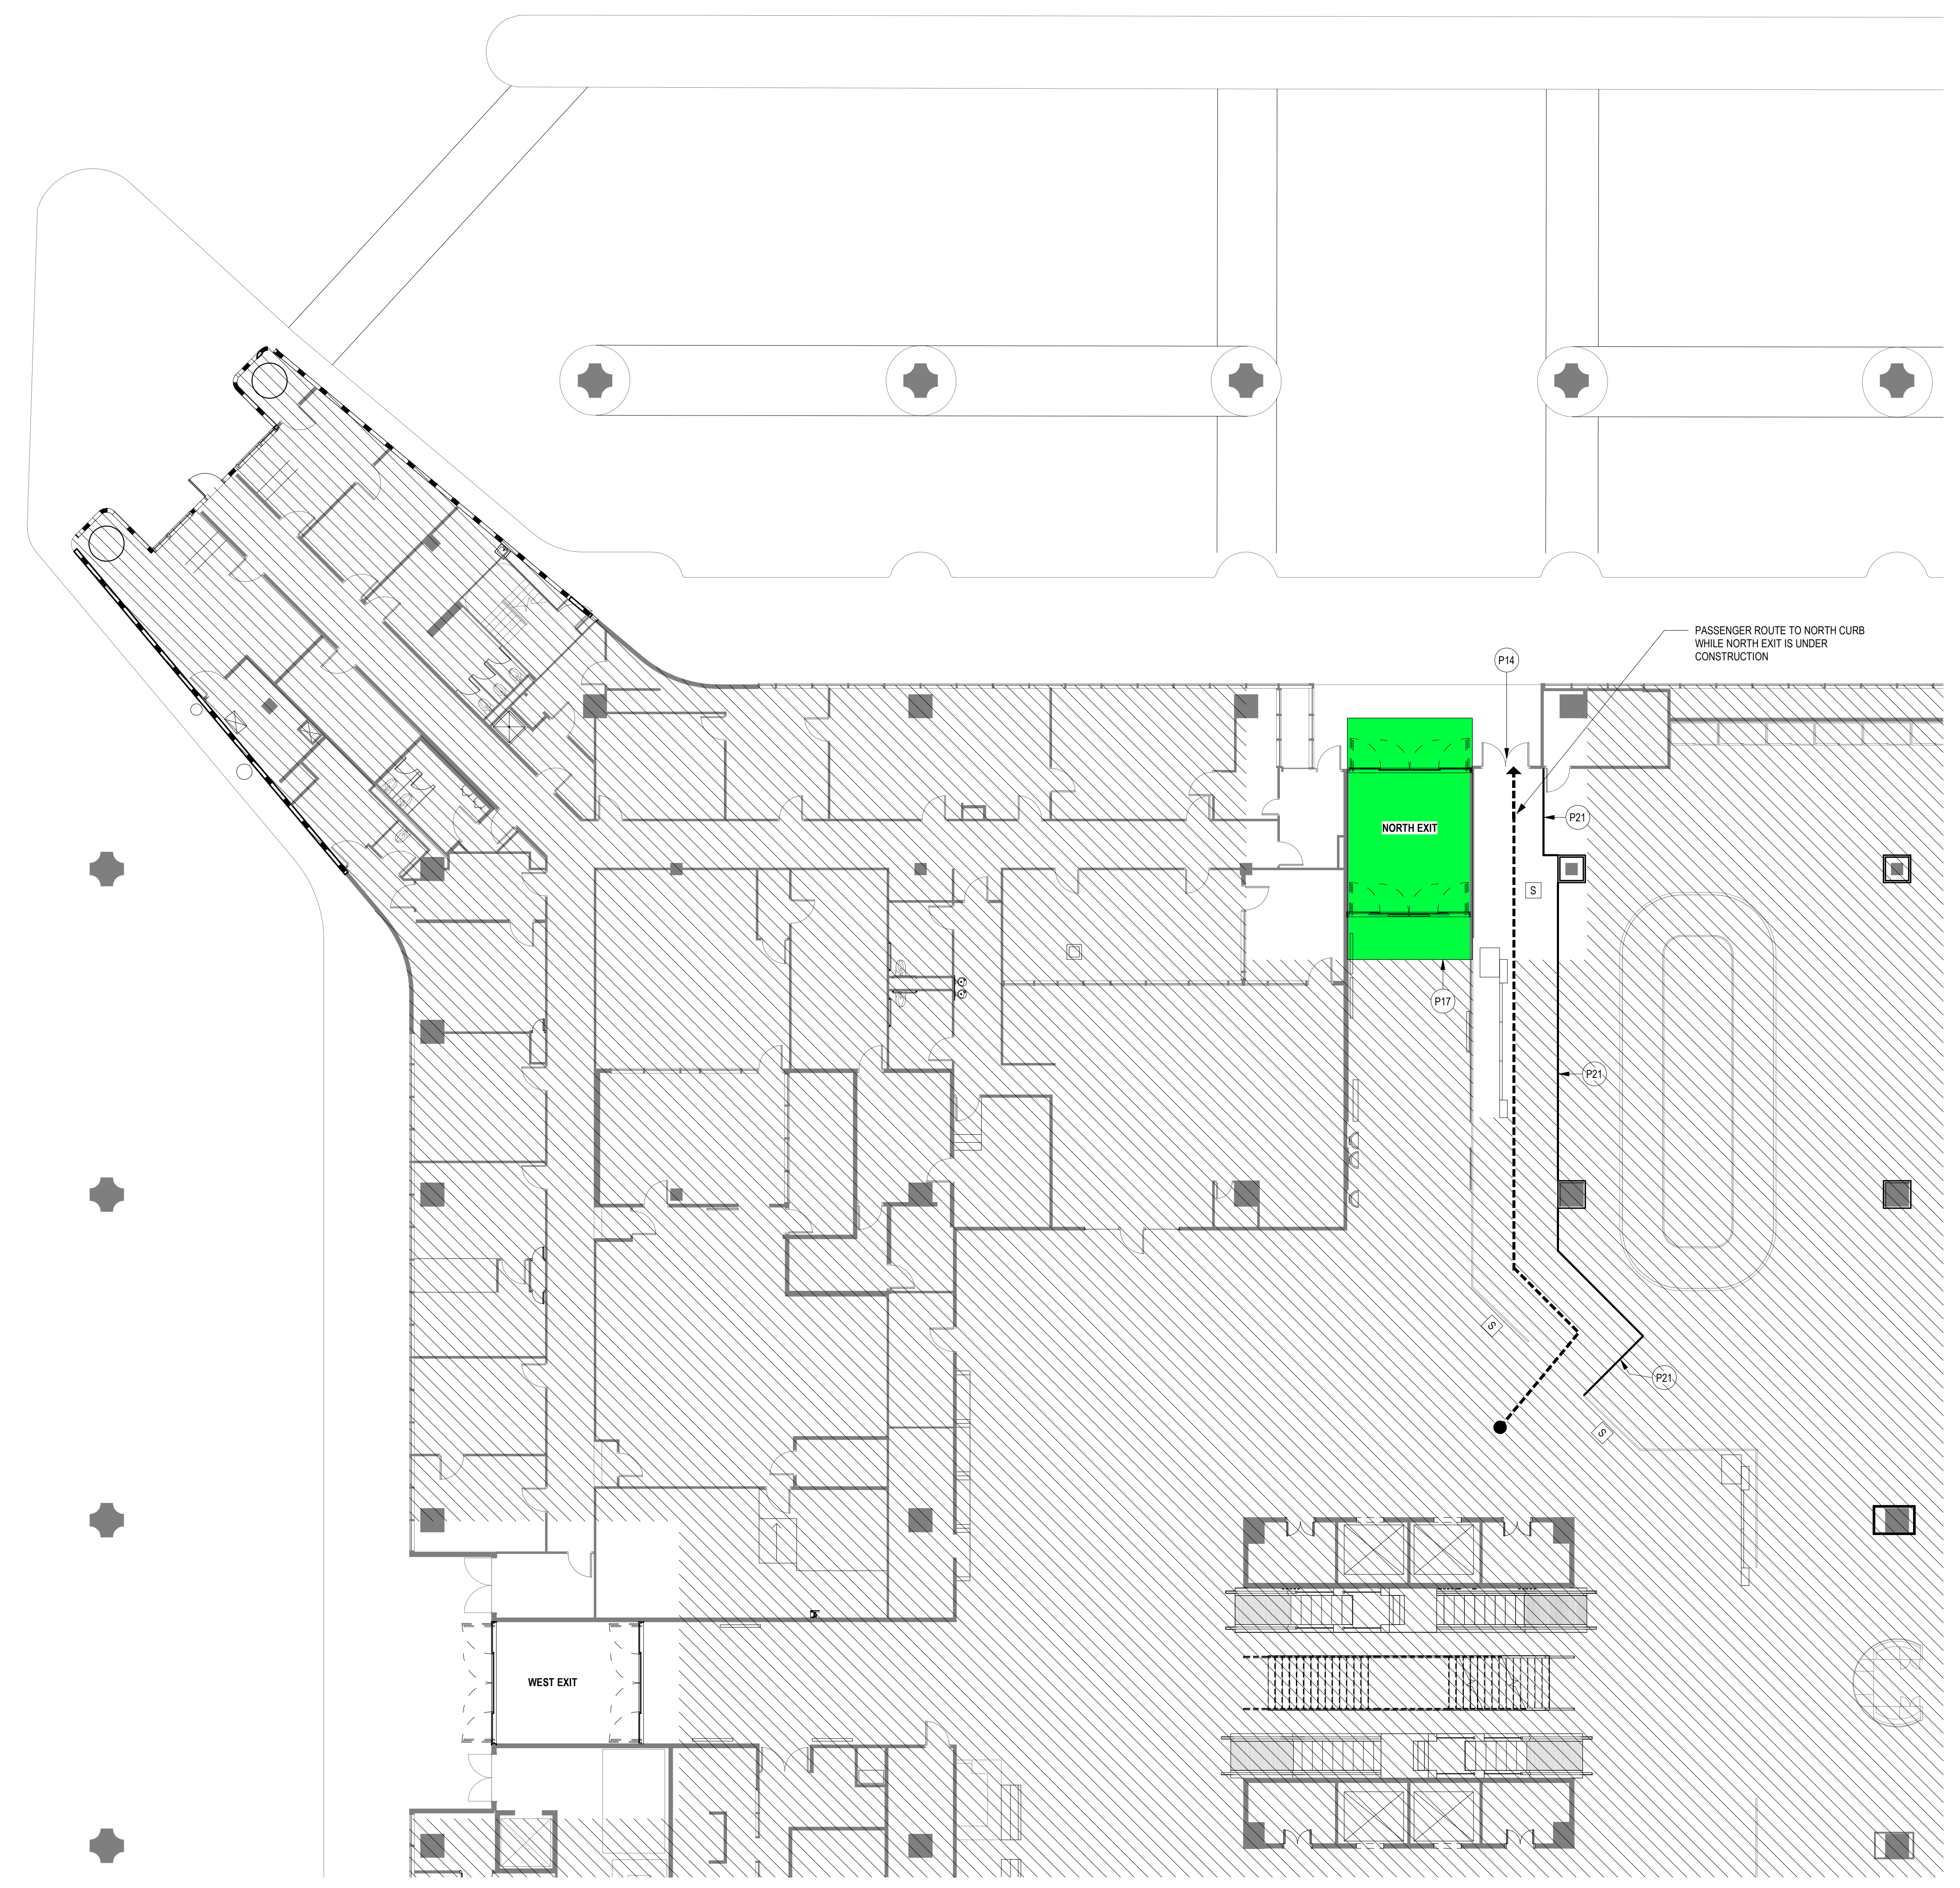 PASSENGER ROUTE TO NORTH CURB
WHILE NORTH EXIT IS UNDER
CONSTRUCTION
P14
P21
NORTH EXIT
S
P17
P21
S
P21
S
WEST EXIT